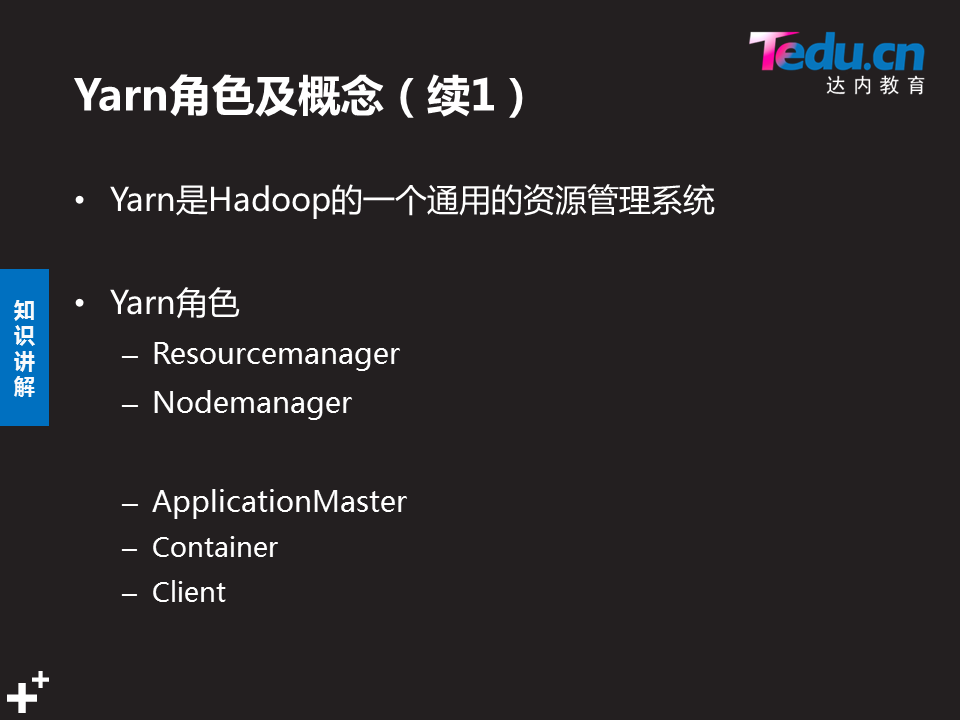 Tedu.cn
达内教育
Yarn角色及概念（续1）
• Yarn是Hadoop的一个通用的资源管理系统
• Yarn角色
– Resourcemanager
– Nodemanager
– ApplicationMaster
– Container
– Client
知识讲解